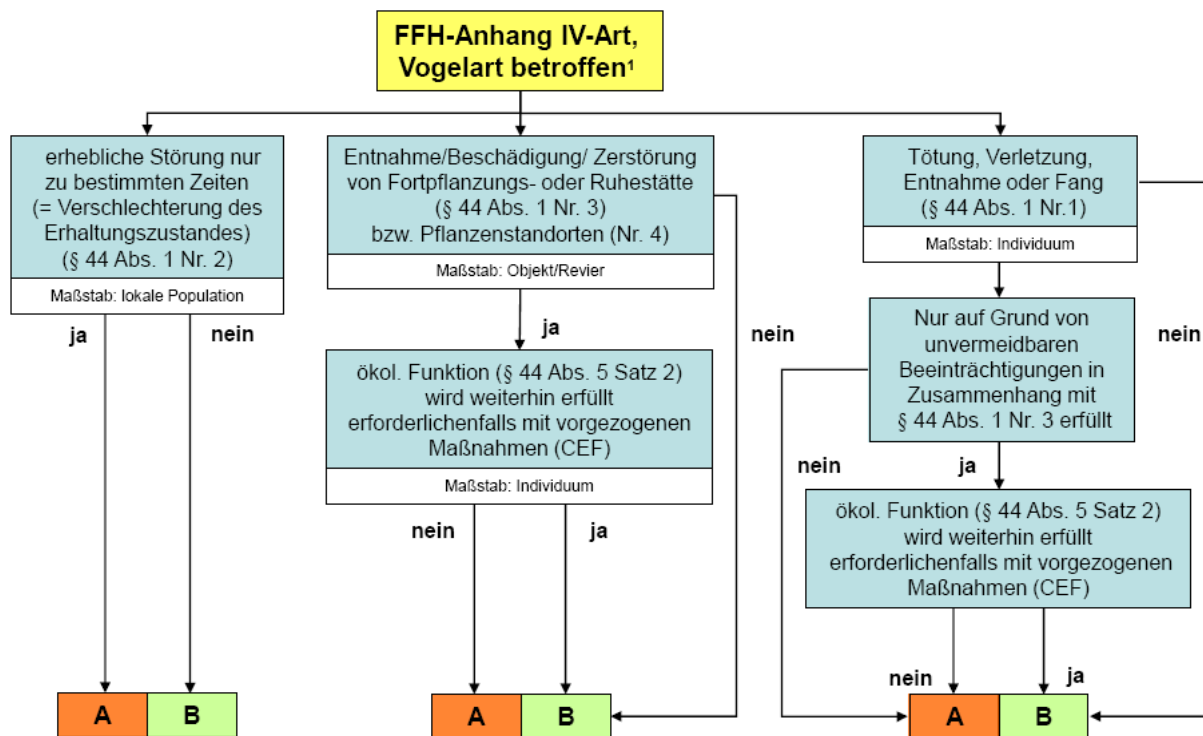 FFH-Anhang IV-Art,
Vogelart betroffen¹
erhebliche Störung nur
zu bestimmten Zeiten
(= Verschlechterung des
Erhaltungszustandes)
(§ 44 Abs. 1 Nr. 2)
Maßstab: lokale Population
ja
nein
A
B
Entnahme/Beschädigung/ Zerstörung
von Fortpflanzungs- oder Ruhestätte
(§ 44 Abs. 1 Nr. 3)
bzw. Pflanzenstandorten (Nr. 4)
Maßstab: Objekt/Revier
ja
nein
ökol. Funktion (§ 44 Abs. 5 Satz 2)
wird weiterhin erfüllt
erforderlichenfalls mit vorgezogenen
Maßnahmen (CEF)
Maßstab: Individuum
nein
ja
A
B
Tötung, Verletzung,
Entnahme oder Fang
(§ 44 Abs. 1 Nr.1)
Maßstab: Individuum
nein
Nur auf Grund von
unvermeidbaren
Beeinträchtigungen in
Zusammenhang mit
§ 44 Abs. 1 Nr. 3 erfüllt
nein
ja
ökol. Funktion (§ 44 Abs. 5 Satz 2)
wird weiterhin erfüllt
erforderlichenfalls mit vorgezogenen
Maßnahmen (CEF)
nein
ja
A
B